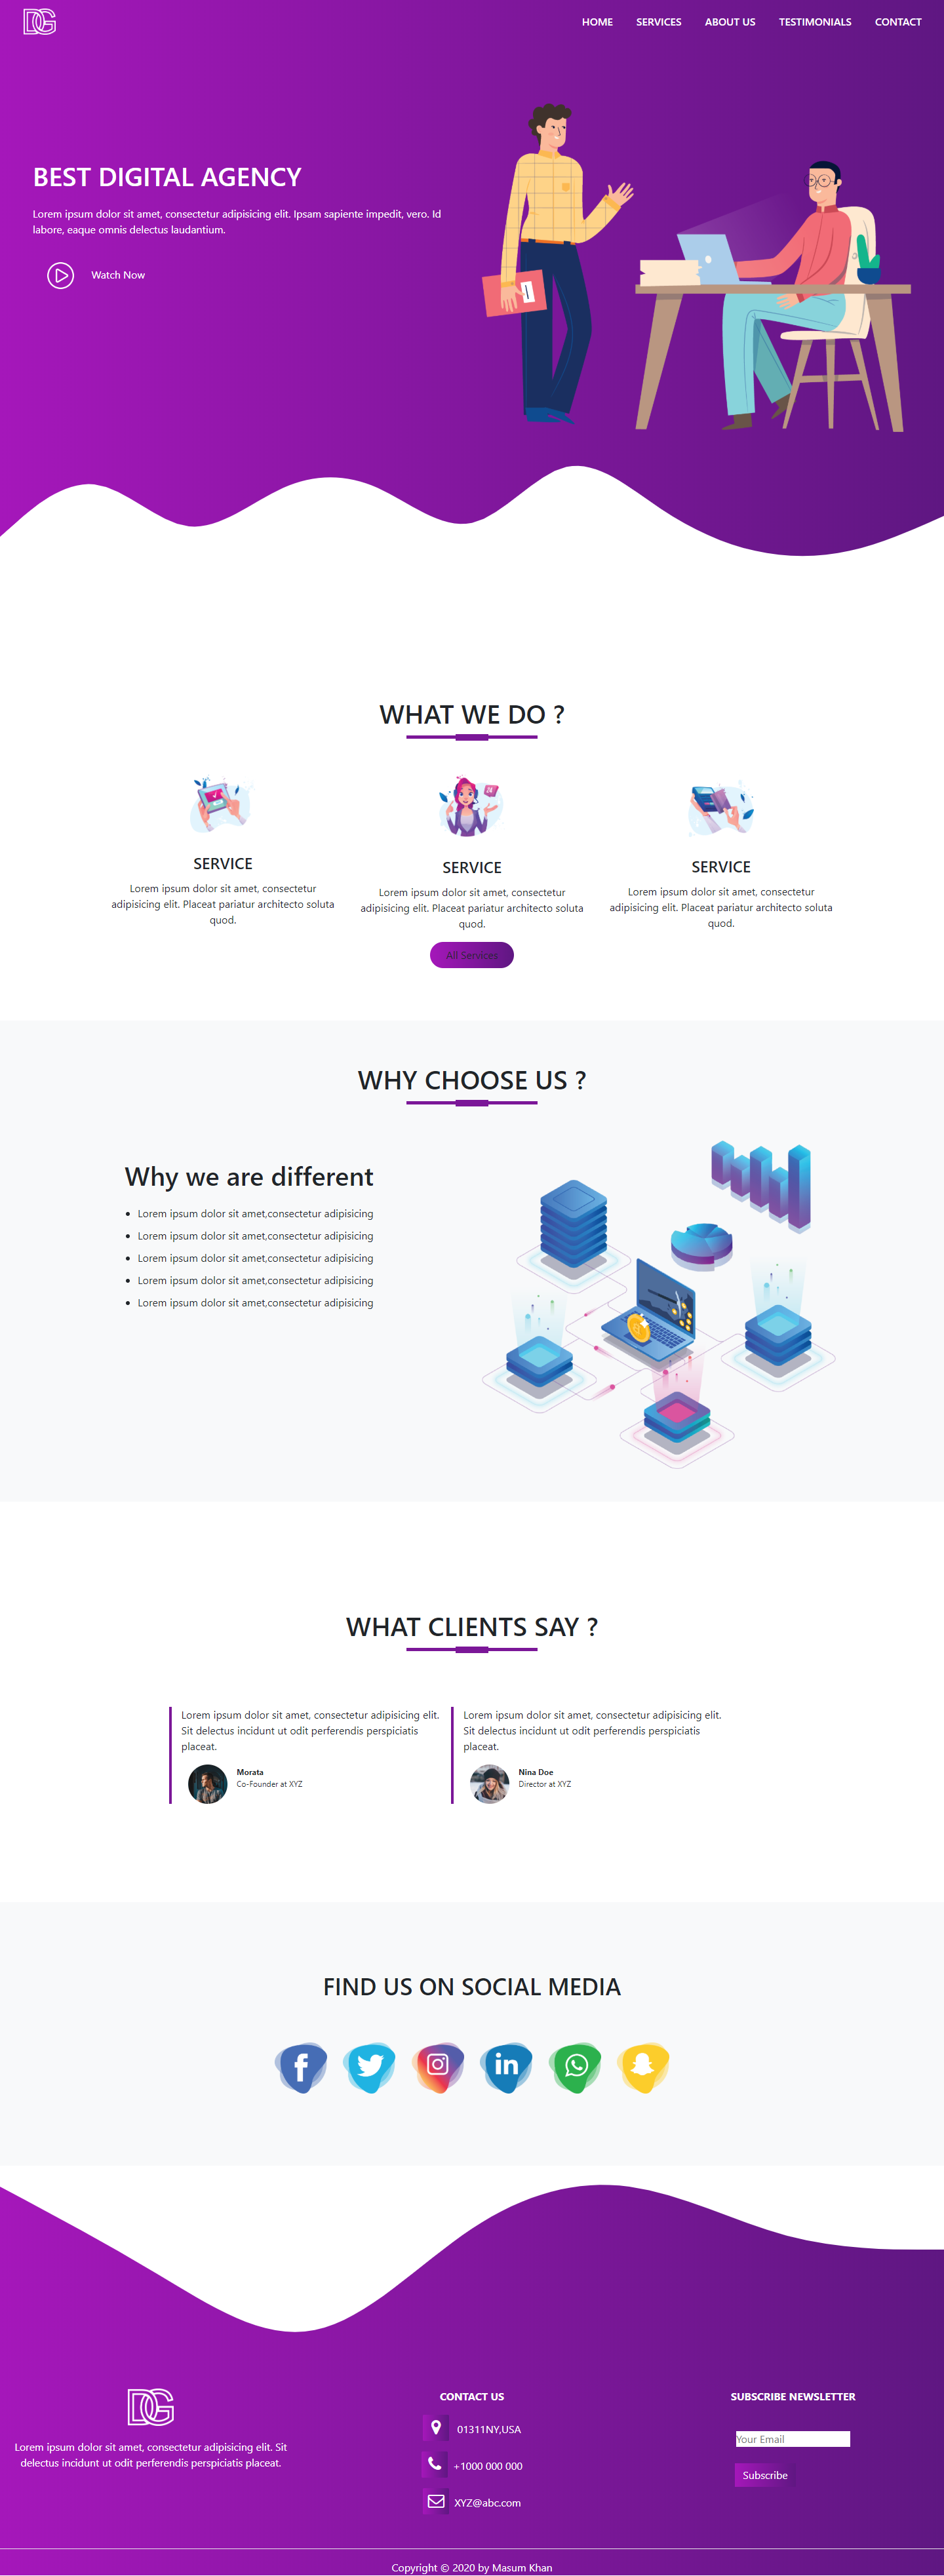 DG
HOME SERVICES ABOUT US TESTIMONIALS CONTACT
BEST DIGITAL AGENCY
Lorem ipsum dolor sit amet, consectetur adipisicing elit. Ipsam sapiente impedit, vero. Id
labore, eaque omnis delectus laudantium.
Watch Now
WHAT WE DO ?
SERVICE
Lorem ipsum dolor sit amet, consectetur
adipisicing elit. Placeat pariatur architecto soluta
quod.
SERVICE
Lorem ipsum dolor sit amet, consectetur
adipisicing elit. Placeat pariatur architecto soluta
quod.
SERVICE
Lorem ipsum dolor sit amet, consectetur
adipisicing elit. Placeat pariatur architecto soluta
quod.
All Services
WHY CHOOSE US ?
Why we are different
Lorem ipsum dolor sit amet,consectetur adipisicing
Lorem ipsum dolor sit amet,consectetur adipisicing
Lorem ipsum dolor sit amet,consectetur adipisicing
Lorem ipsum dolor sit amet,consectetur adipisicing
Lorem ipsum dolor sit amet,consectetur adipisicing
WHAT CLIENTS SAY ?
Lorem ipsum dolor sit amet, consectetur adipisicing elit.
Sit delectus incidunt ut odit perferendis perspiciatis
placeat.
Morata
Co-Founder at XYZ
Lorem ipsum dolor sit amet, consectetur adipisicing elit.
Sit delectus incidunt ut odit perferendis perspiciatis
placeat.
Nina Doe
Director at XYZ
FIND US ON SOCIAL MEDIA
DG
Lorem ipsum dolor sit amet, consectetur adipisicing elit. Sit
delectus incidunt ut odit perferendis perspiciatis placeat.
CONTACT US
01311NY,USA
+1000 000 000
XYZ@abc.com
SUBSCRIBE NEWSLETTER
Your Email
Subscribe
Copyright © 2020 by Masum Khan